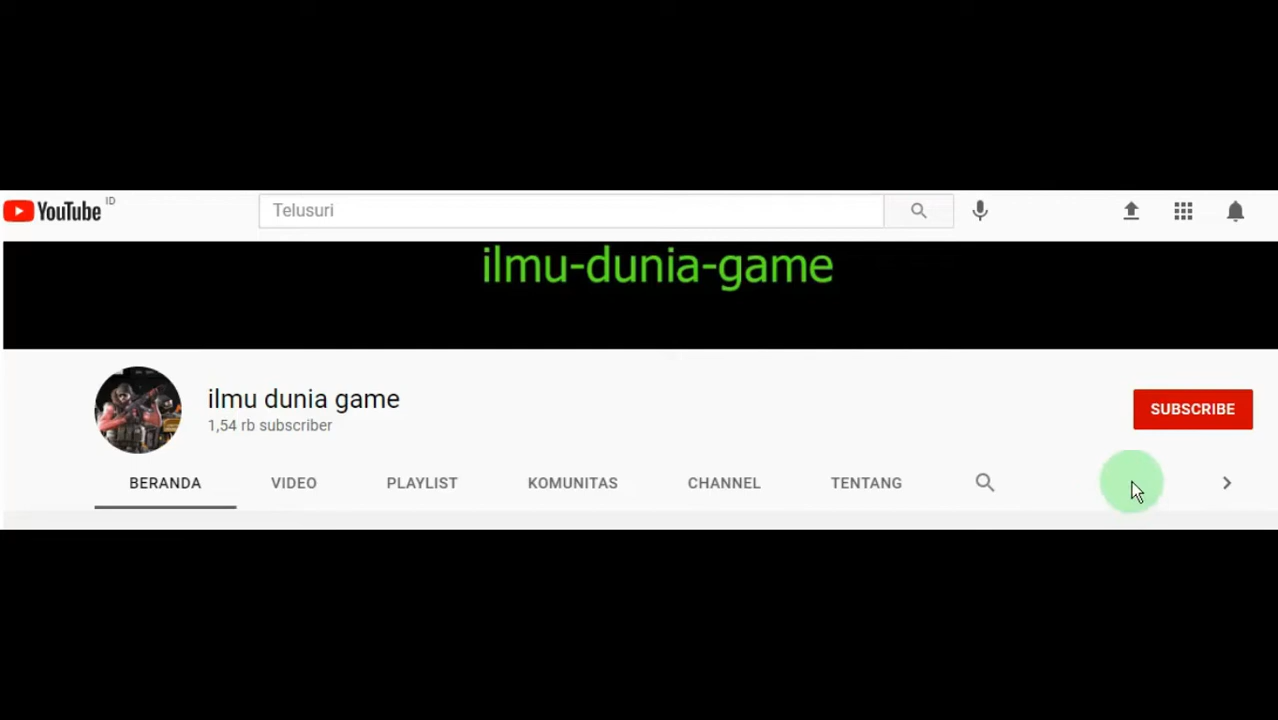 YouTube ID
Telusuri
ilmu-dunia-game
ilmu dunia game
1,54 rb subscriber
SUBSCRIBE
BERANDA VIDEO PLAYLIST KOMUNITAS CHANNEL TENTANG